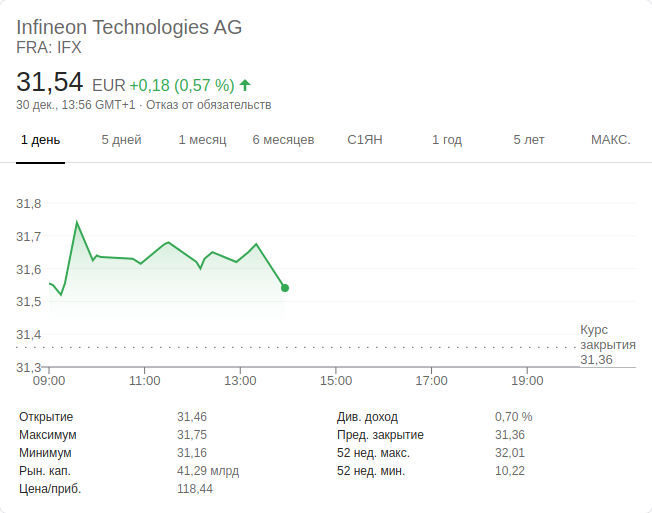 Infineon Technologies AG
FRA: IFX
31,54 EUR +0,18 (0,57 %)
30 дек., 13:56 GMT+1 · Отказ от обязательств
1 день 5 дней 1 месяц 6 месяцев С1ЯН 1 год 5 лет МАКС.
31,8
31,7
31,6
31,5
31,4
31,3
Курс
закрытия
31,36
09:00 11:00 13:00 15:00 17:00 19:00
Открытие 31,46 Див. доход 0,70 %
Максимум 31,75 Пред. закрытие 31,36
Минимум 31,16 52 нед. макс. 32,01
Рын. кап. 41,29 млрд 52 нед. мин. 10,22
Цена/приб. 118,44